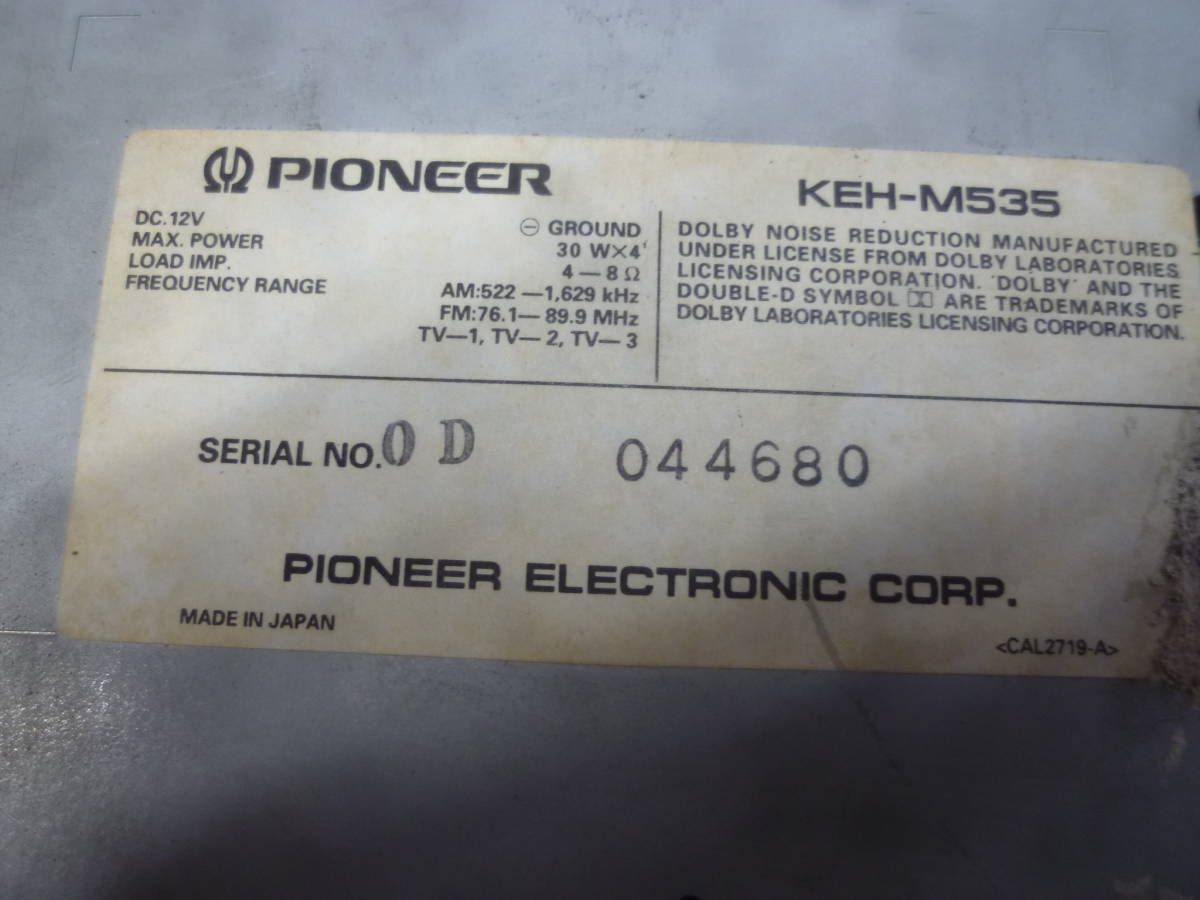 PIONEER
KEH-M535
DC.12V ⊖ GROUND
MAX. POWER 30 W×4
LOAD IMP. 4—8Ω
FREQUENCY RANGE AM:522—1,629 kHz
FM:76.1—89.9 MHz
TV—1, TV—2, TV—3
DOLBY NOISE REDUCTION MANUFACTURED
UNDER LICENSE FROM DOLBY LABORATORIES
LICENSING CORPORATION. "DOLBY" AND THE
DOUBLE-D SYMBOL ARE TRADEMARKS OF
DOLBY LABORATORIES LICENSING CORPORATION.
SERIAL NO. 0 D 044680
PIONEER ELECTRONIC CORP.
MADE IN JAPAN
<CAL2719-A>